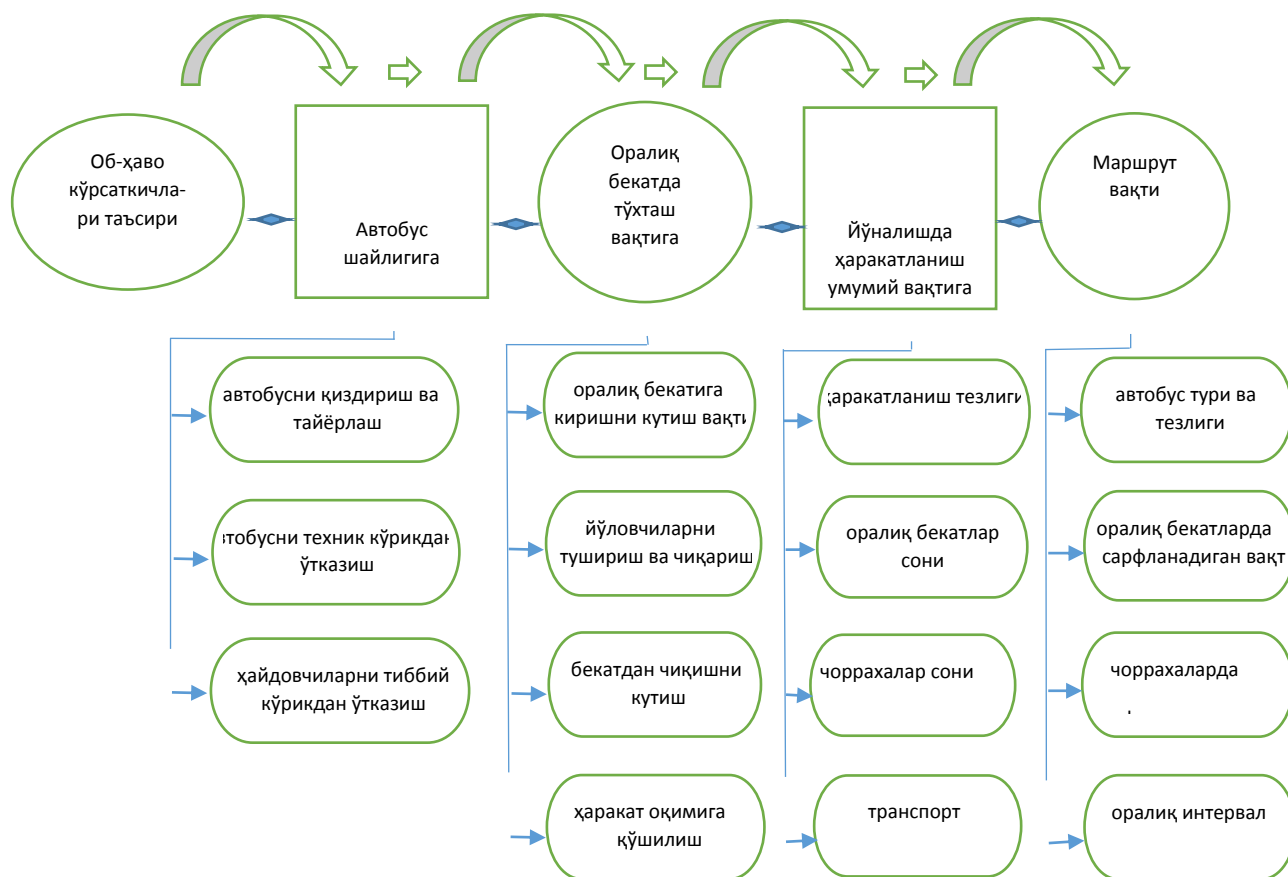 Об-ҳаво
кўрсаткичла-
ри таъсири
Автобус
шайлигига
Оралиқ
бекатда
тўхташ
вақтига
Йўналишда
ҳаракатланиш
умумий вақтига
Маршрут
вақти
автобусни қиздириш ва
тайёрлаш
втобусни техник кўрикдан
ўтказиш
ҳайдовчиларни тиббий
кўрикдан ўтказиш
оралиқ бекатига
киришни кутиш вақти
йўловчиларни
тушириш ва чиқариш
бекатдан чиқишни
кутиш
ҳаракат оқимига
қўшилиш
ҳаракатланиш тезлиги
оралиқ бекатлар
сони
чоррахалар сони
транспорт
автобус тури ва
тезлиги
оралиқ бекатларда
сарфланадиган вақт
чоррахаларда
оралиқ интервал